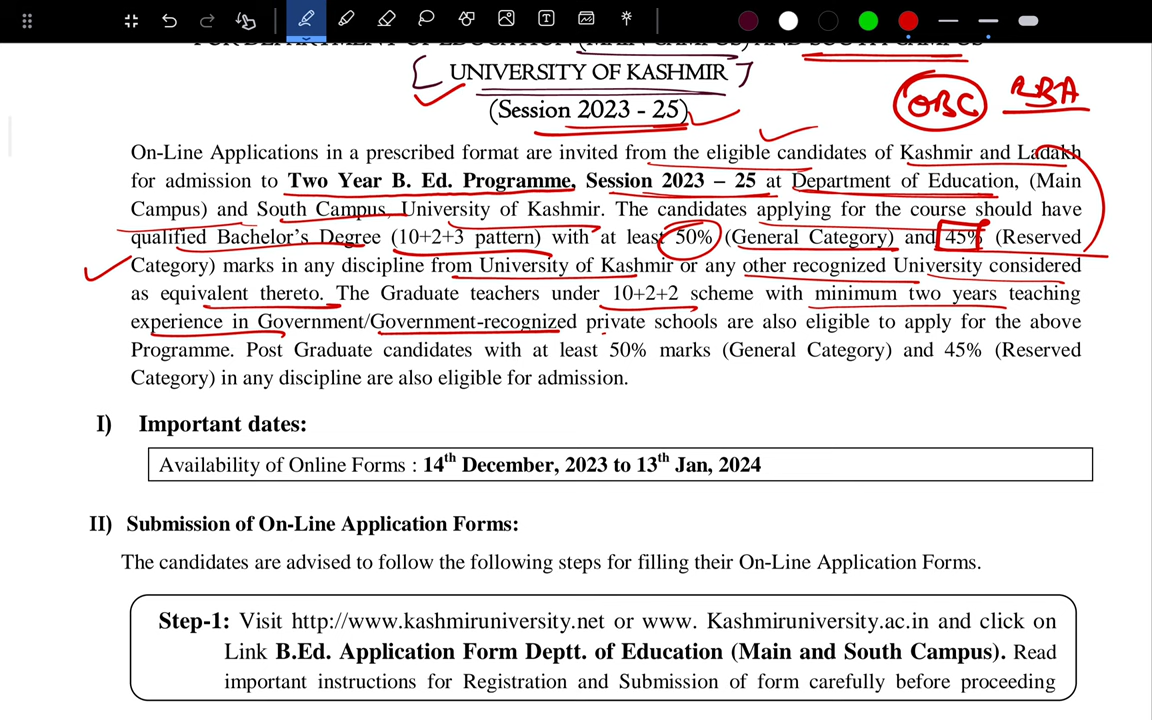 FOR DEPARTMENT OF EDUCATION (MAIN CAMPUS) AND SOUTH CAMPUS
UNIVERSITY OF KASHMIR
(Session 2023 - 25)
OBC RBA
On-Line Applications in a prescribed format are invited from the eligible candidates of Kashmir and Ladakh
for admission to Two Year B. Ed. Programme, Session 2023 – 25 at Department of Education, (Main
Campus) and South Campus, University of Kashmir. The candidates applying for the course should have
qualified Bachelor's Degree (10+2+3 pattern) with at least 50% (General Category) and 45% (Reserved
Category) marks in any discipline from University of Kashmir or any other recognized University considered
as equivalent thereto. The Graduate teachers under 10+2+2 scheme with minimum two years teaching
experience in Government/Government-recognized private schools are also eligible to apply for the above
Programme. Post Graduate candidates with at least 50% marks (General Category) and 45% (Reserved
Category) in any discipline are also eligible for admission.
I) Important dates:
Availability of Online Forms : 14th December, 2023 to 13th Jan, 2024
II) Submission of On-Line Application Forms:
The candidates are advised to follow the following steps for filling their On-Line Application Forms.
Step-1: Visit http://www.kashmiruniversity.net or www. Kashmiruniversity.ac.in and click on
Link B.Ed. Application Form Deptt. of Education (Main and South Campus). Read
important instructions for Registration and Submission of form carefully before proceeding